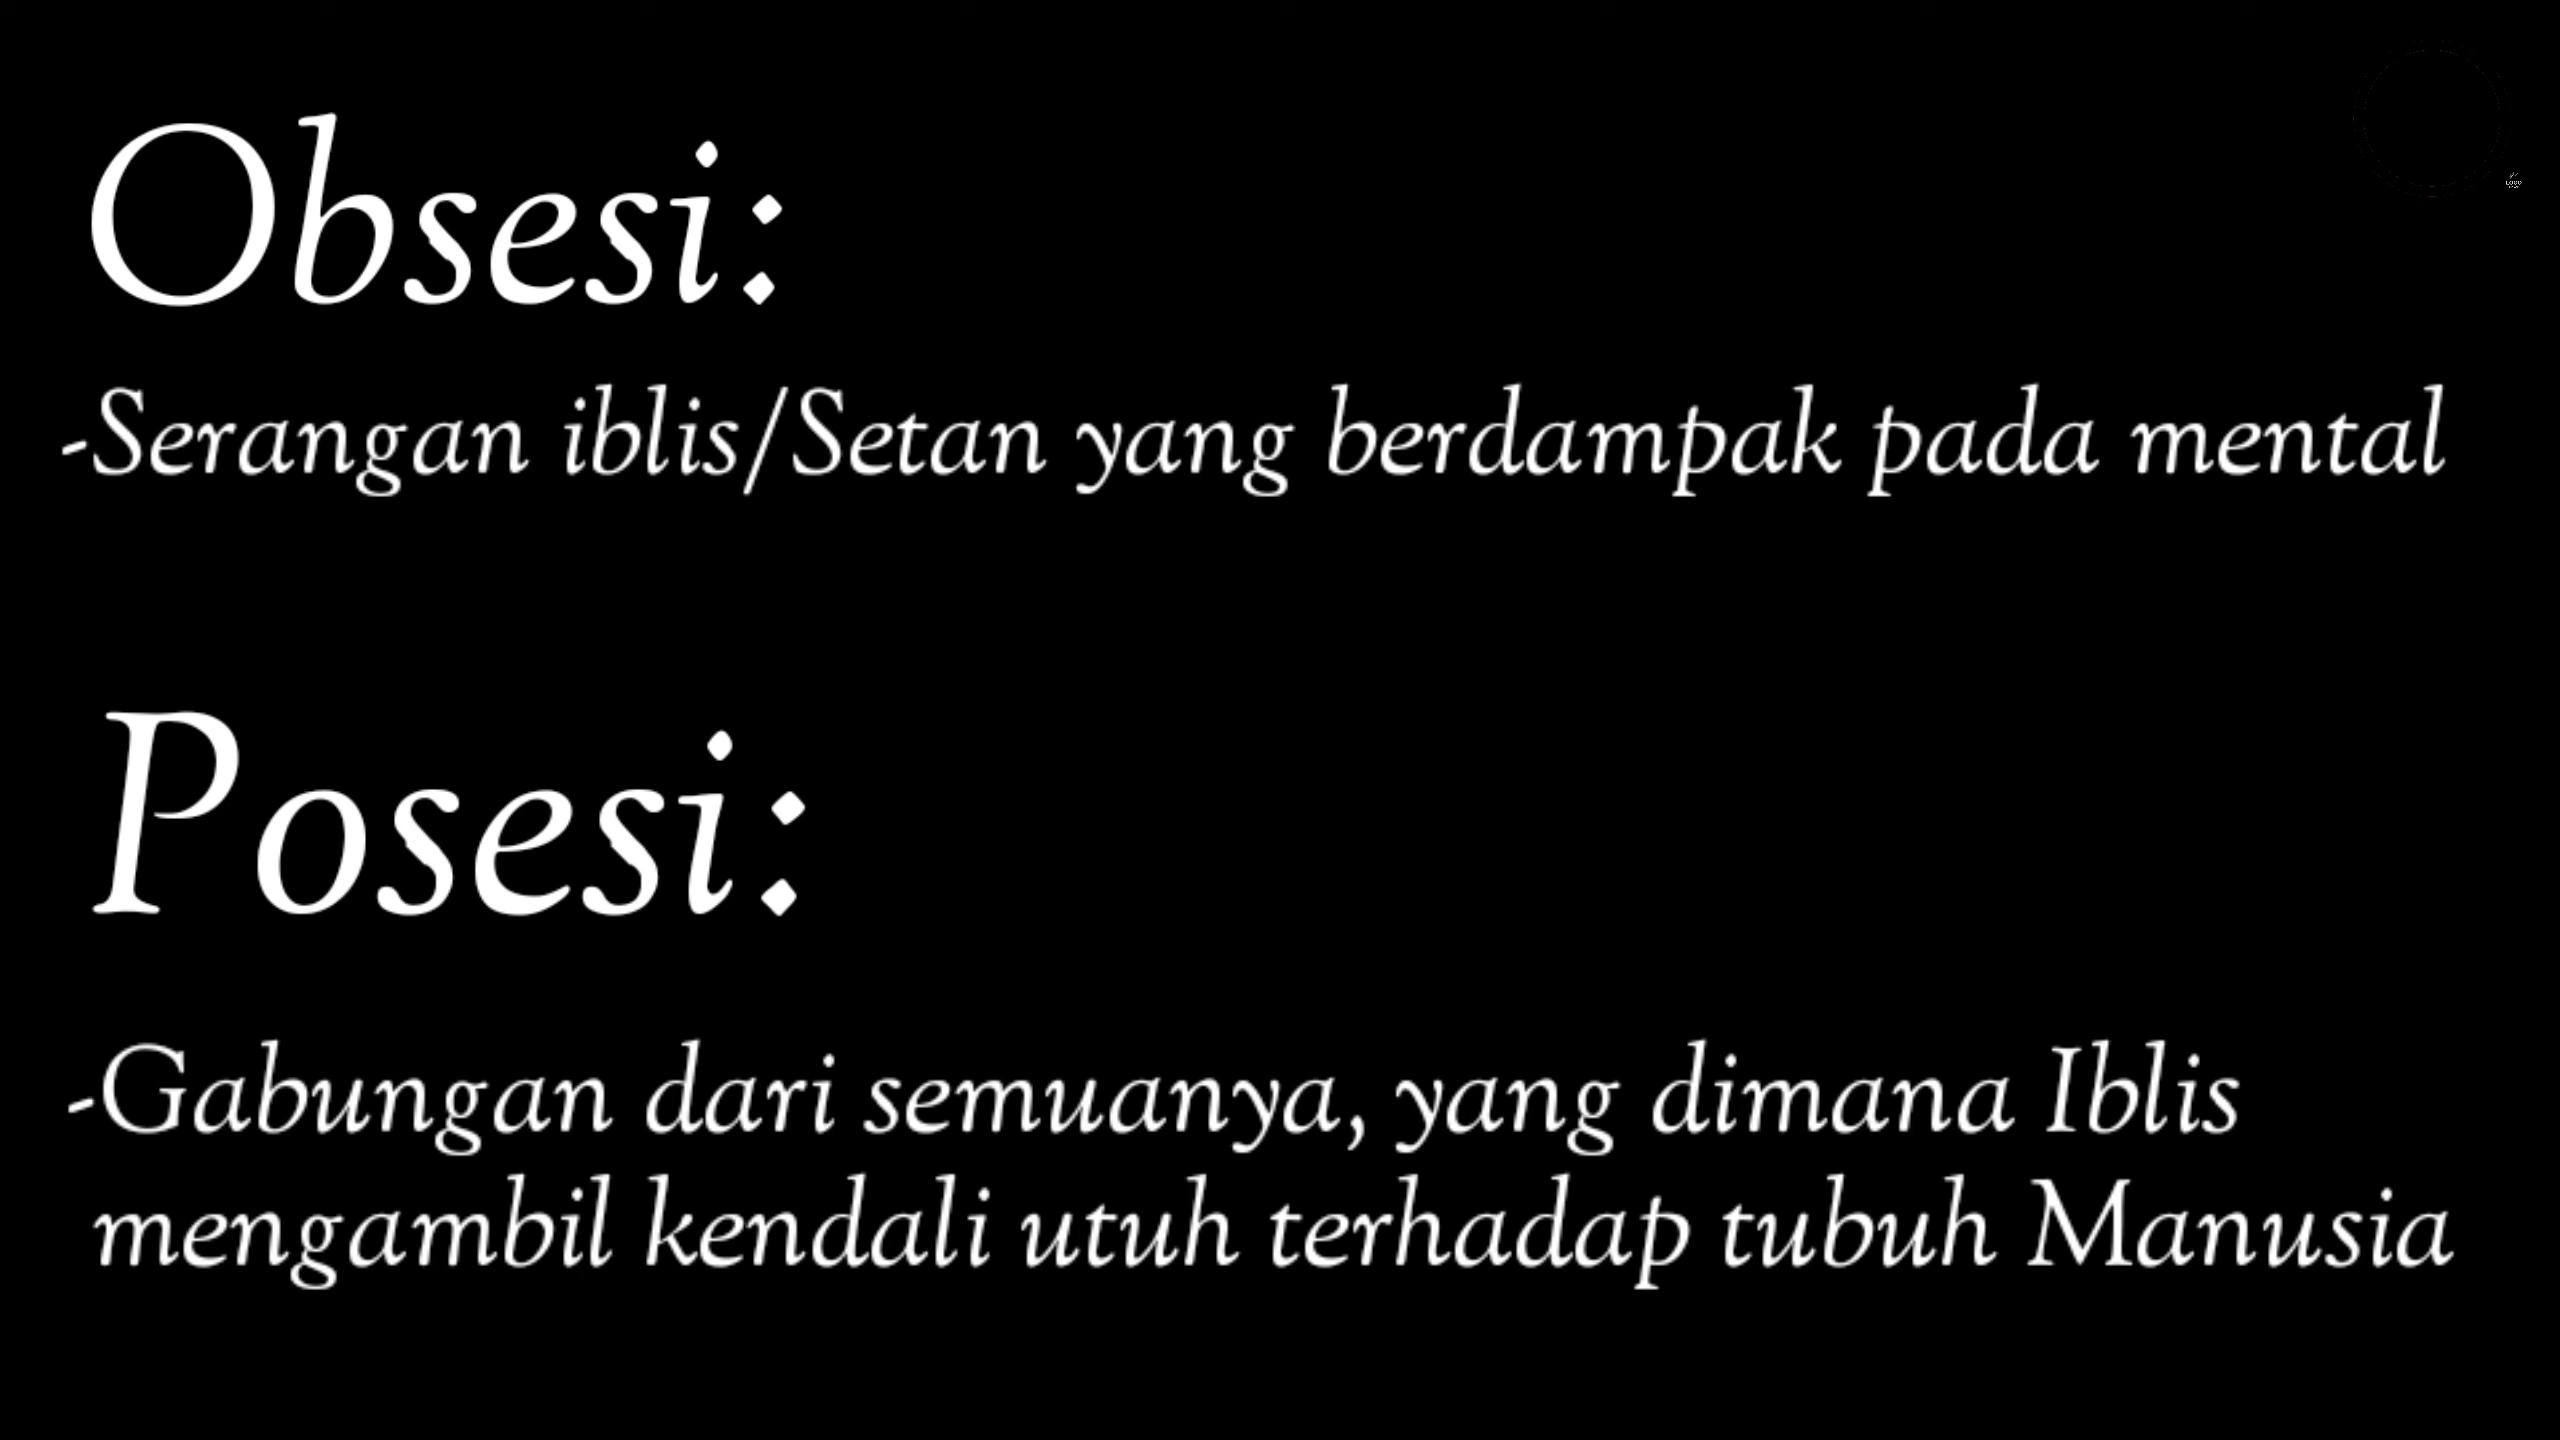 Obsesi:
-Serangan iblis/Setan yang berdampak pada mental
Posesi:
-Gabungan dari semuanya, yang dimana Iblis
mengambil kendali utuh terhadap tubuh Manusia